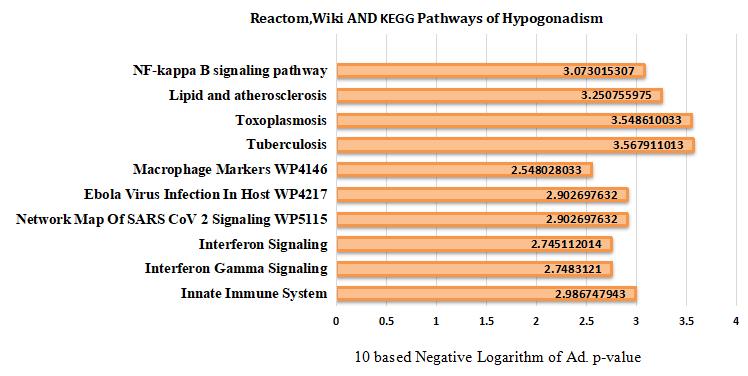 Reactom,Wiki AND KEGG Pathways of Hypogonadism
NF-kappa B signaling pathway 3.073015307
Lipid and atherosclerosis 3.250755975
Toxoplasmosis 3.548610033
Tuberculosis 3.567911013
Macrophage Markers WP4146 2.548028033
Ebola Virus Infection In Host WP4217 2.902697632
Network Map Of SARS CoV 2 Signaling WP5115 2.902697632
Interferon Signaling 2.745112014
Interferon Gamma Signaling 2.7483121
Innate Immune System 2.986747943
0 0.5 1 1.5 2 2.5 3 3.5 4
10 based Negative Logarithm of Ad. p-value